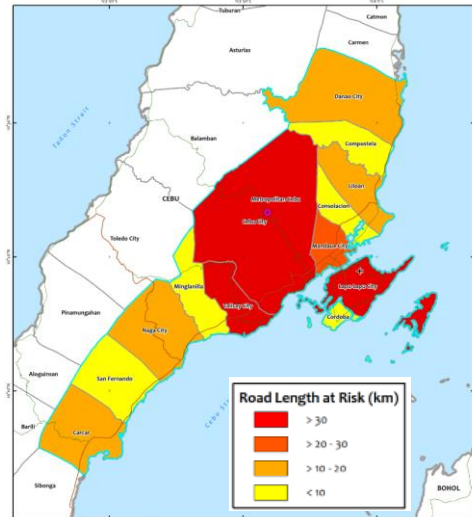 Tuburan
Catmon
Carmen
Asturias
Danao City
Tañon Strait
Balamban
Compostela
Liloan
CEBU
Metropolitan Cebu
Consolacion
Cebu City
Toledo City
Mandaue City
Lapu-Lapu City
Minglanilla
Talisay City
Cordoba
Pinamungahan
Naga City
Aloguinsan
San Fernando
Barili
Carcar
Sibonga
BOHOL
Road Length at Risk (km)
> 30
> 20 - 30
> 10 - 20
< 10